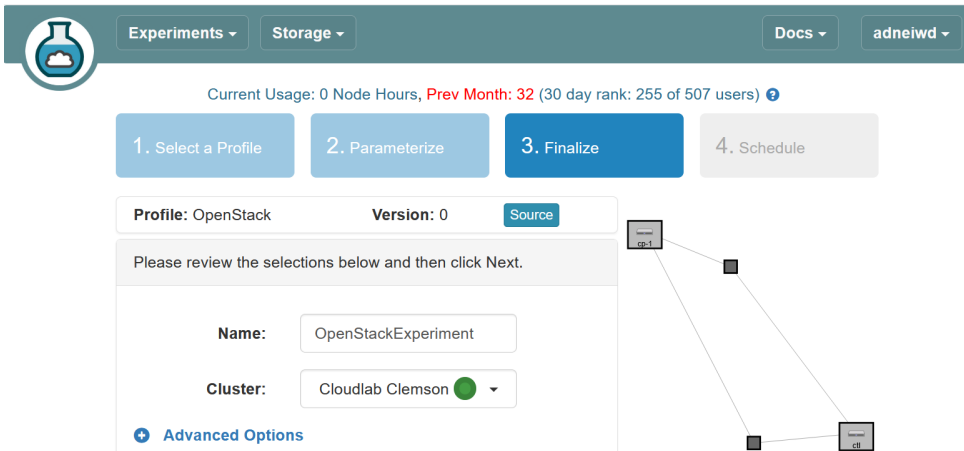 Experiments Storage Docs adneiwd
Current Usage: 0 Node Hours, Prev Month: 32 (30 day rank: 255 of 507 users)
1. Select a Profile 2. Parameterize 3. Finalize 4. Schedule
Profile: OpenStack Version: 0 Source
cp-1
Please review the selections below and then click Next.
Name: OpenStackExperiment
Cluster: Cloudlab Clemson
Advanced Options
ctl